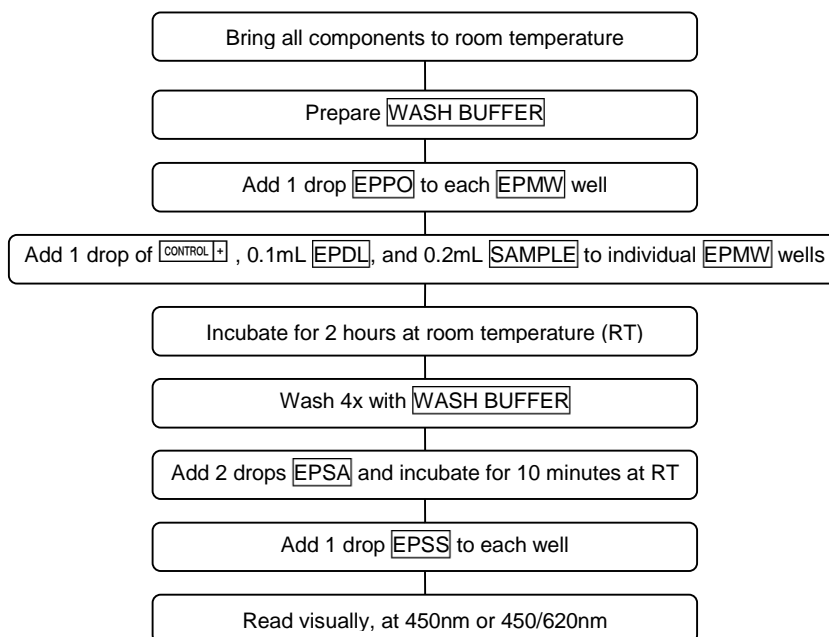 Bring all components to room temperature
Prepare WASH BUFFER
Add 1 drop EPPO to each EPMW well
Add 1 drop of CONTROL + , 0.1mL EPDL, and 0.2mL SAMPLE to individual EPMW wells
Incubate for 2 hours at room temperature (RT)
Wash 4x with WASH BUFFER
Add 2 drops EPSA and incubate for 10 minutes at RT
Add 1 drop EPSS to each well
Read visually, at 450nm or 450/620nm